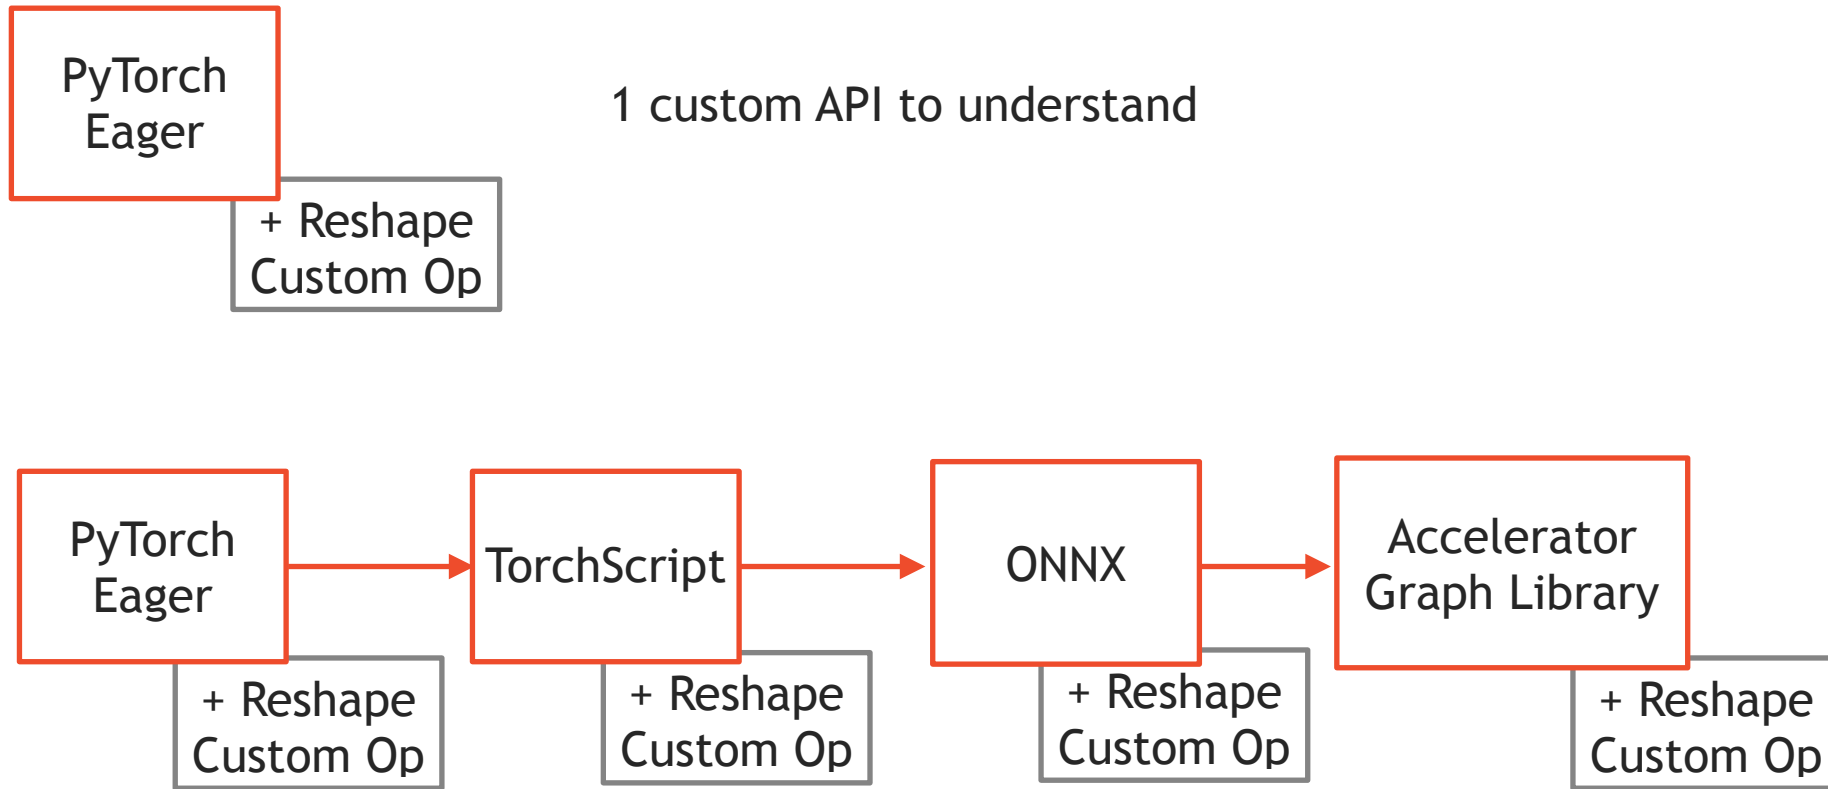 PyTorch
Eager
1 custom API to understand
+ Reshape
Custom Op
PyTorch
Eager
TorchScript
ONNX
Accelerator
Graph Library
+ Reshape
Custom Op
+ Reshape
Custom Op
+ Reshape
Custom Op
+ Reshape
Custom Op